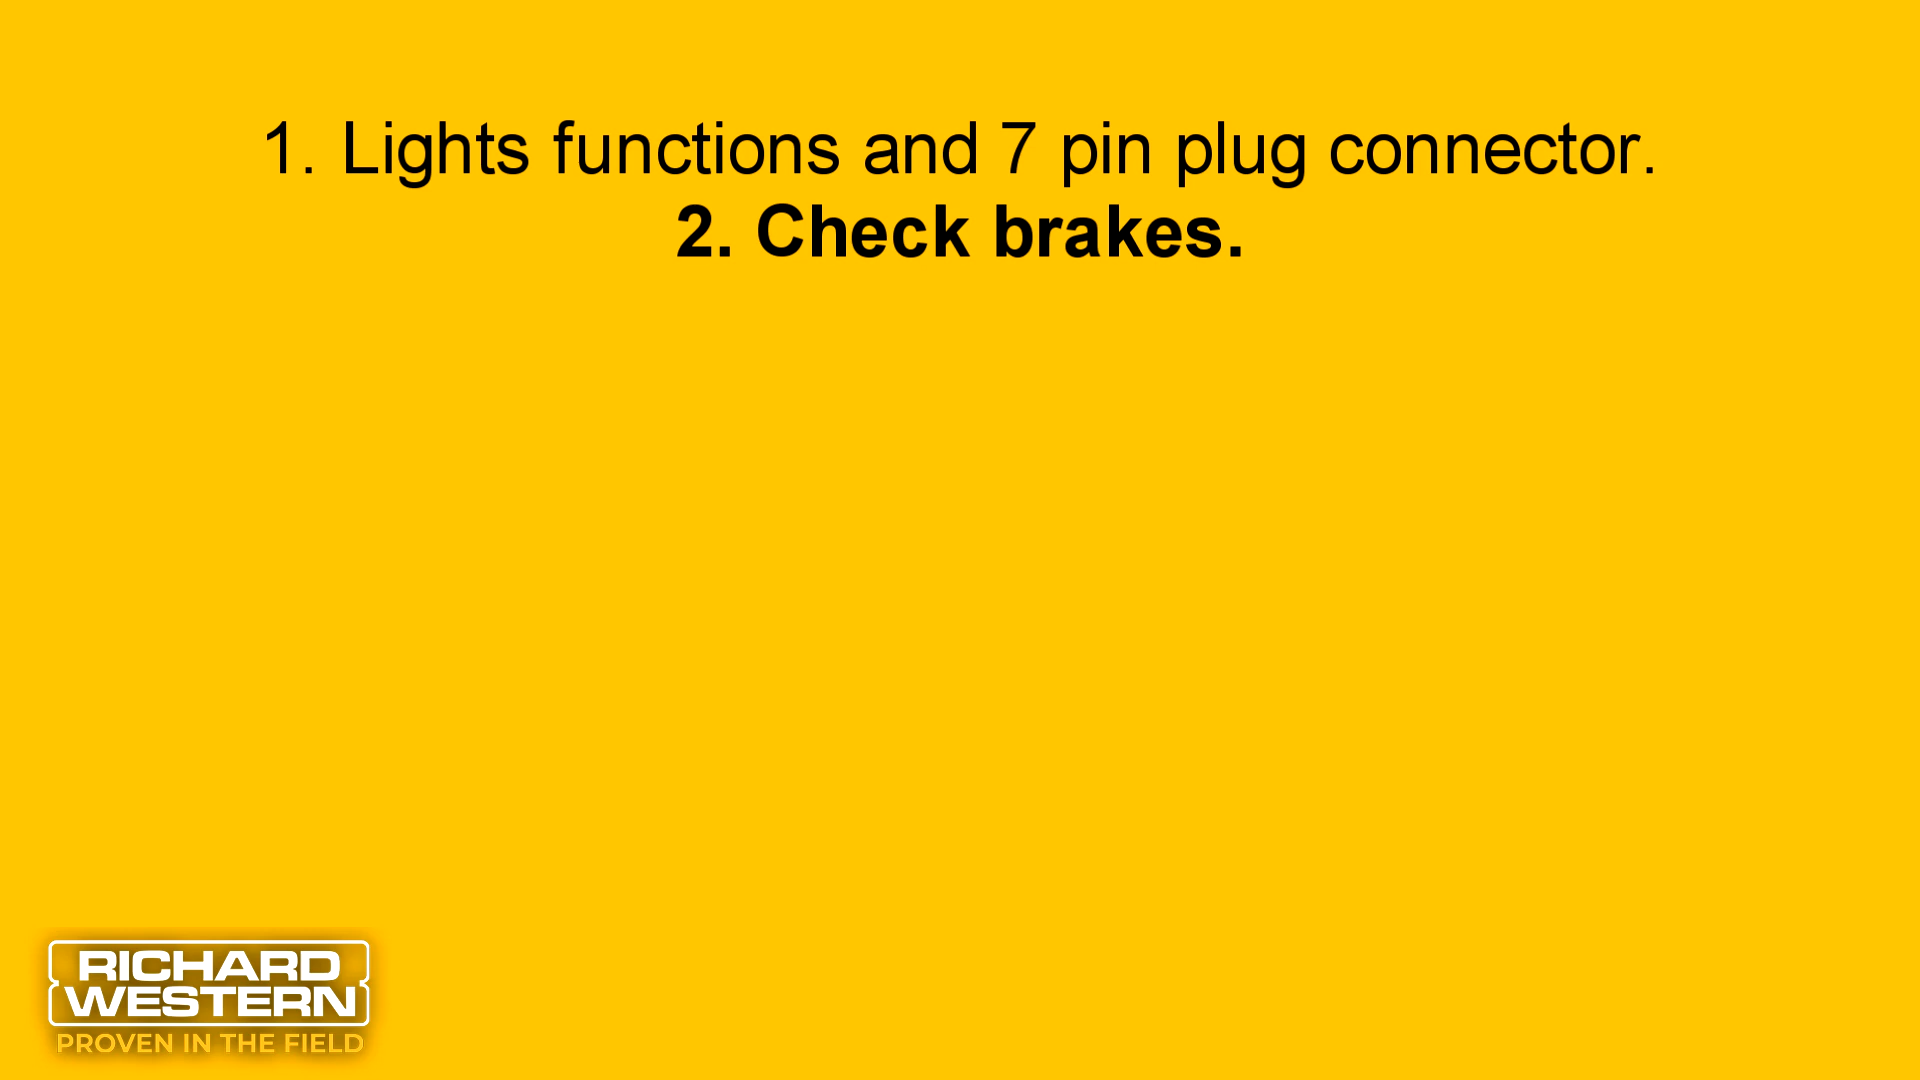 1. Lights functions and 7 pin plug connector.
2. Check brakes.
RICHARD
WESTERN
PROVEN IN THE FIELD